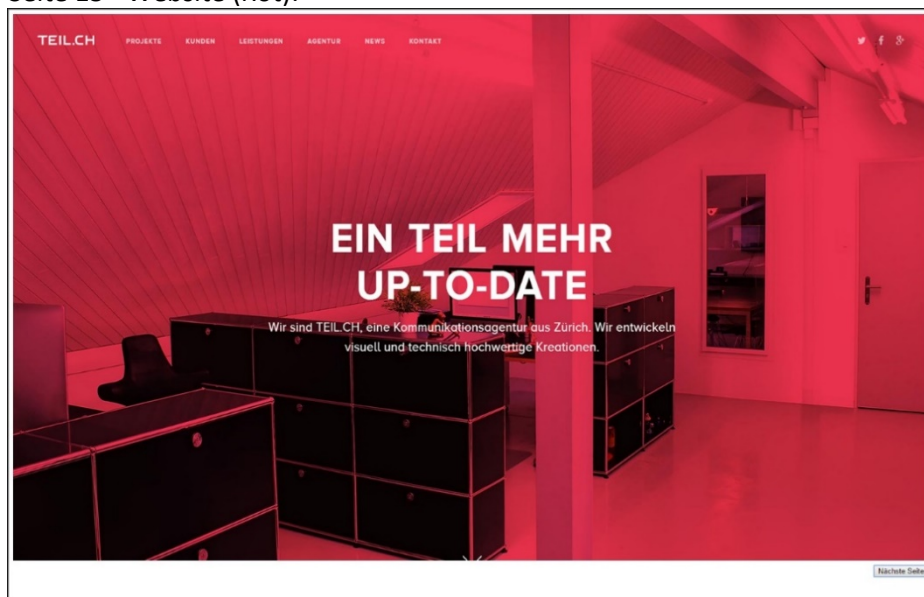 TEIL.CH PROJEKTE KUNDEN LEISTUNGEN AGENTUR NEWS KONTAKT
EIN TEIL MEHR
UP-TO-DATE
Wir sind TEIL.CH, eine Kommunikationsagentur aus Zürich. Wir entwickeln
visuell und technisch hochwertige Kreationen.
Nächste Seite